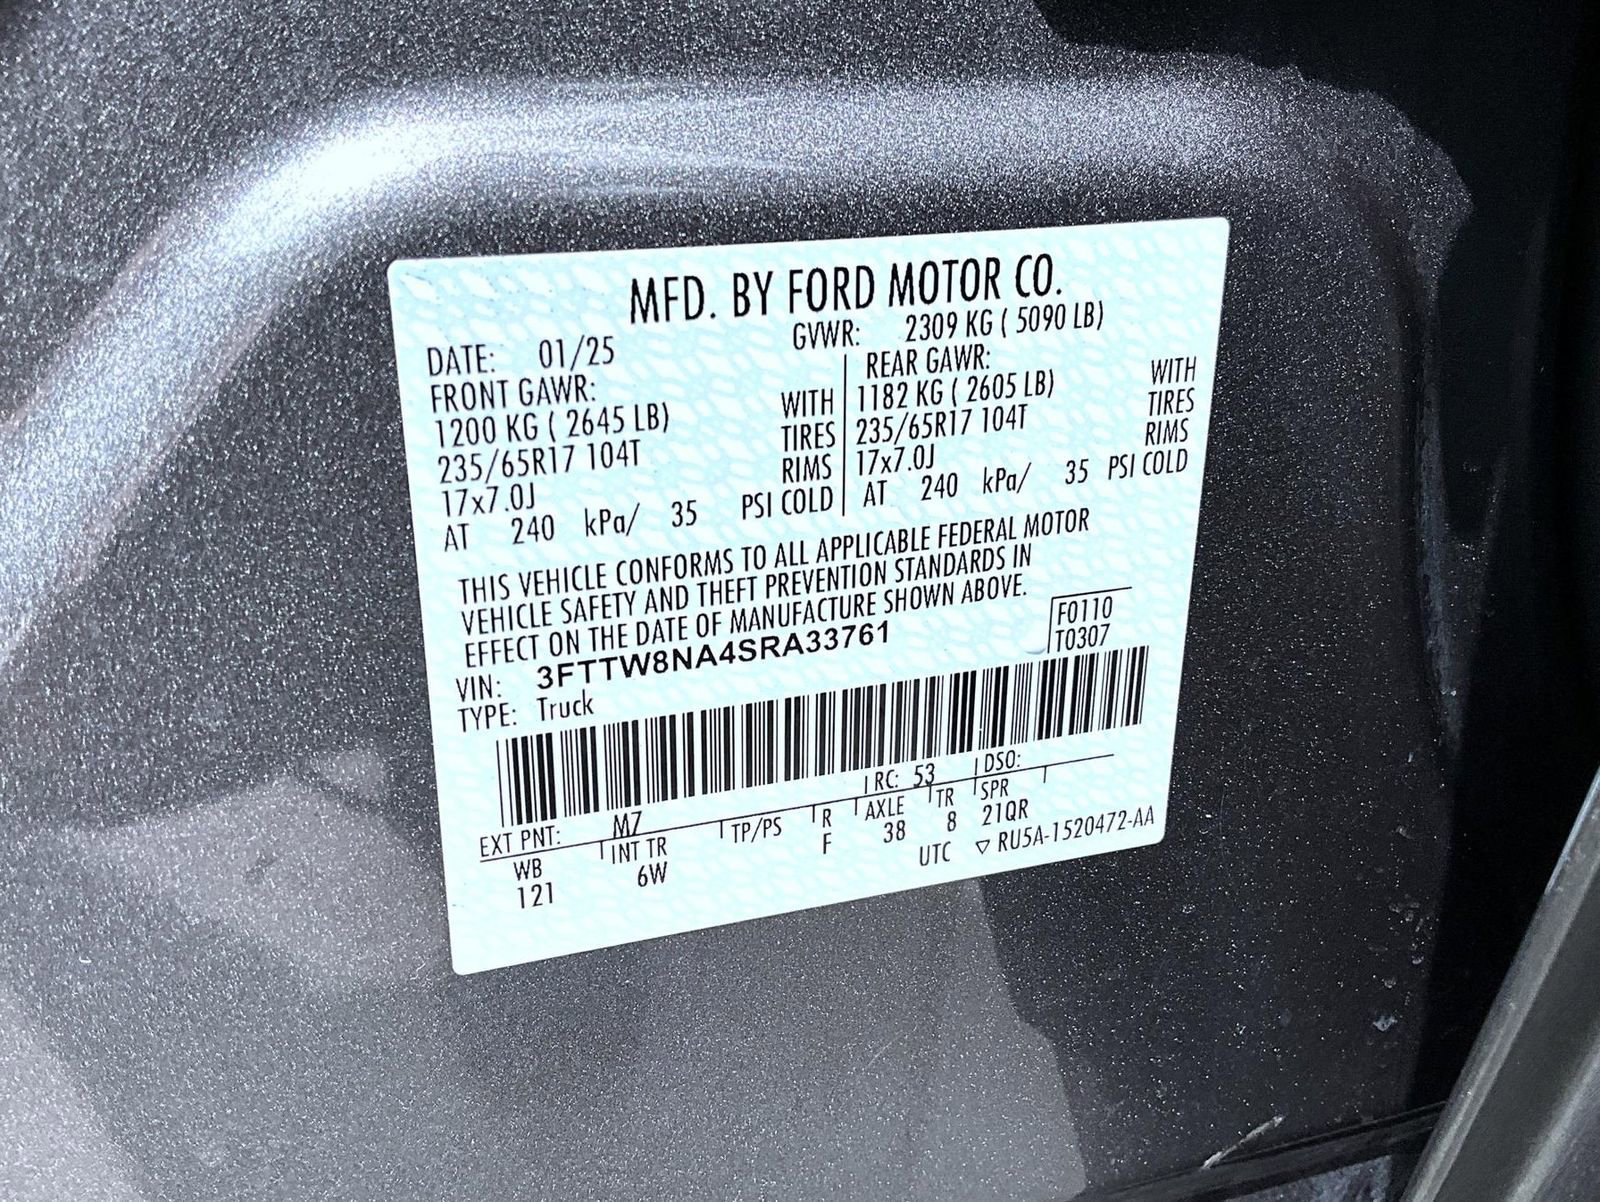 MFD. BY FORD MOTOR CO.
DATE: 01/25 GVWR: 2309 KG ( 5090 LB)
FRONT GAWR: REAR GAWR:
1200 KG ( 2645 LB) WITH 1182 KG ( 2605 LB) WITH
235/65R17 104T TIRES 235/65R17 104T TIRES
17x7.0J RIMS 17x7.0J RIMS
AT 240 kPa/ 35 PSI COLD AT 240 kPa/ 35 PSI COLD
THIS VEHICLE CONFORMS TO ALL APPLICABLE FEDERAL MOTOR
VEHICLE SAFETY AND THEFT PREVENTION STANDARDS IN
EFFECT ON THE DATE OF MANUFACTURE SHOWN ABOVE.
F0110
VIN: 3FTTW8NA4SRA33761 T0307
TYPE: Truck
RC: 53 DSO:
EXT PNT: M7
WB INT TR TP/PS R AXLE TR SPR
121 6W F 38 8 21QR
UTC ▽ RU5A-1520472-AA